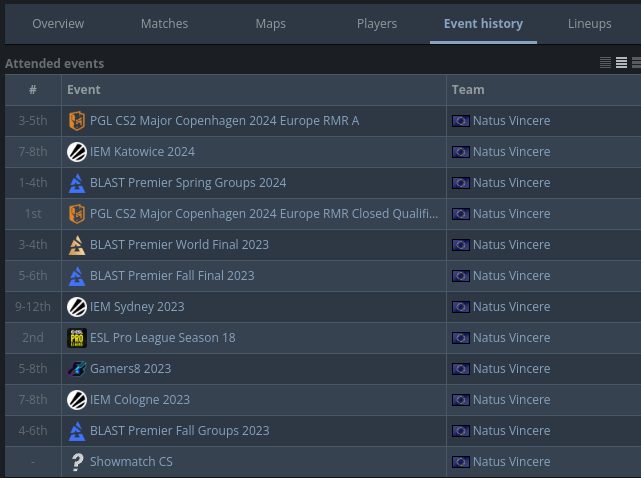 Overview Matches Maps Players Event history Lineups
Attended events
# Event Team
3-5th PGL CS2 Major Copenhagen 2024 Europe RMR A Natus Vincere
7-8th IEM Katowice 2024 Natus Vincere
1-4th BLAST Premier Spring Groups 2024 Natus Vincere
1st PGL CS2 Major Copenhagen 2024 Europe RMR Closed Qualifi... Natus Vincere
3-4th BLAST Premier World Final 2023 Natus Vincere
5-6th BLAST Premier Fall Final 2023 Natus Vincere
9-12th IEM Sydney 2023 Natus Vincere
2nd ESL Pro League Season 18 Natus Vincere
5-8th Gamers8 2023 Natus Vincere
7-8th IEM Cologne 2023 Natus Vincere
4-6th BLAST Premier Fall Groups 2023 Natus Vincere
- ? Showmatch CS Natus Vincere